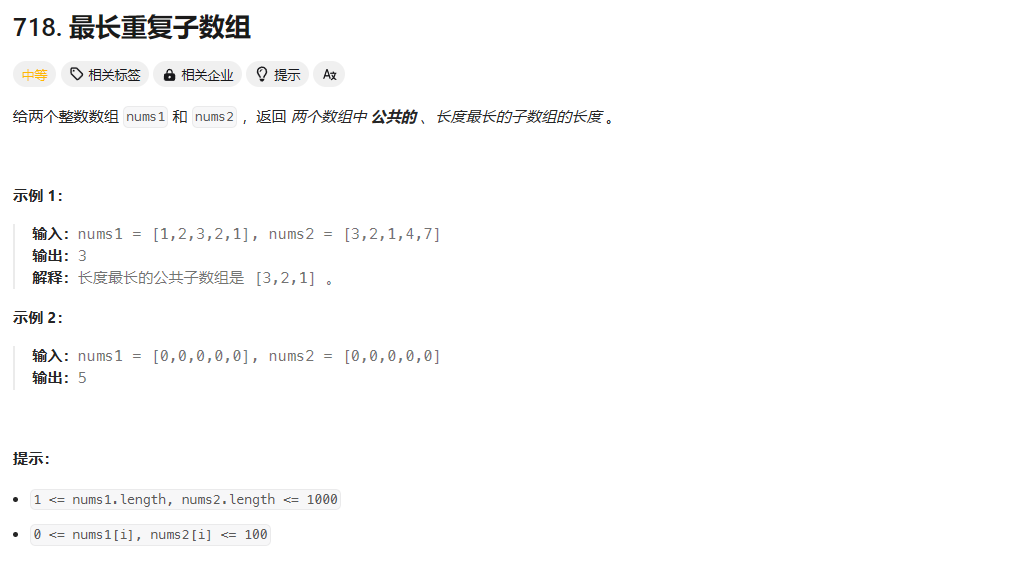 718. 最长重复子数组
中等 相关标签 相关企业 提示 Ax
给两个整数数组 nums1 和 nums2 ，返回 两个数组中 公共的 、长度最长的子数组的长度 。
示例 1：
输入：nums1 = [1,2,3,2,1], nums2 = [3,2,1,4,7]
输出：3
解释：长度最长的公共子数组是 [3,2,1] 。
示例 2：
输入：nums1 = [0,0,0,0,0], nums2 = [0,0,0,0,0]
输出：5
提示：
• 1 <= nums1.length, nums2.length <= 1000
• 0 <= nums1[i], nums2[i] <= 100